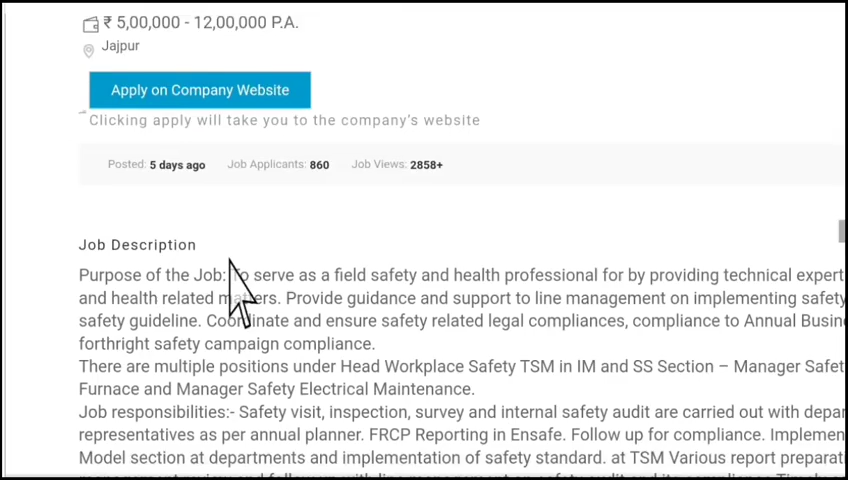 ₹ 5,00,000 - 12,00,000 P.A.
Jajpur
Apply on Company Website
Clicking apply will take you to the company's website
Posted: 5 days ago Job Applicants: 860 Job Views: 2858+
Job Description
Purpose of the Job: To serve as a field safety and health professional for by providing technical expert
and health related matters. Provide guidance and support to line management on implementing safety
safety guideline. Coordinate and ensure safety related legal compliances, compliance to Annual Busin
forthright safety campaign compliance.
There are multiple positions under Head Workplace Safety TSM in IM and SS Section – Manager Safet
Furnace and Manager Safety Electrical Maintenance.
Job responsibilities:- Safety visit, inspection, survey and internal safety audit are carried out with depar
representatives as per annual planner. FRCP Reporting in Ensafe. Follow up for compliance. Implemen
Model section at departments and implementation of safety standard. at TSM Various report preparati